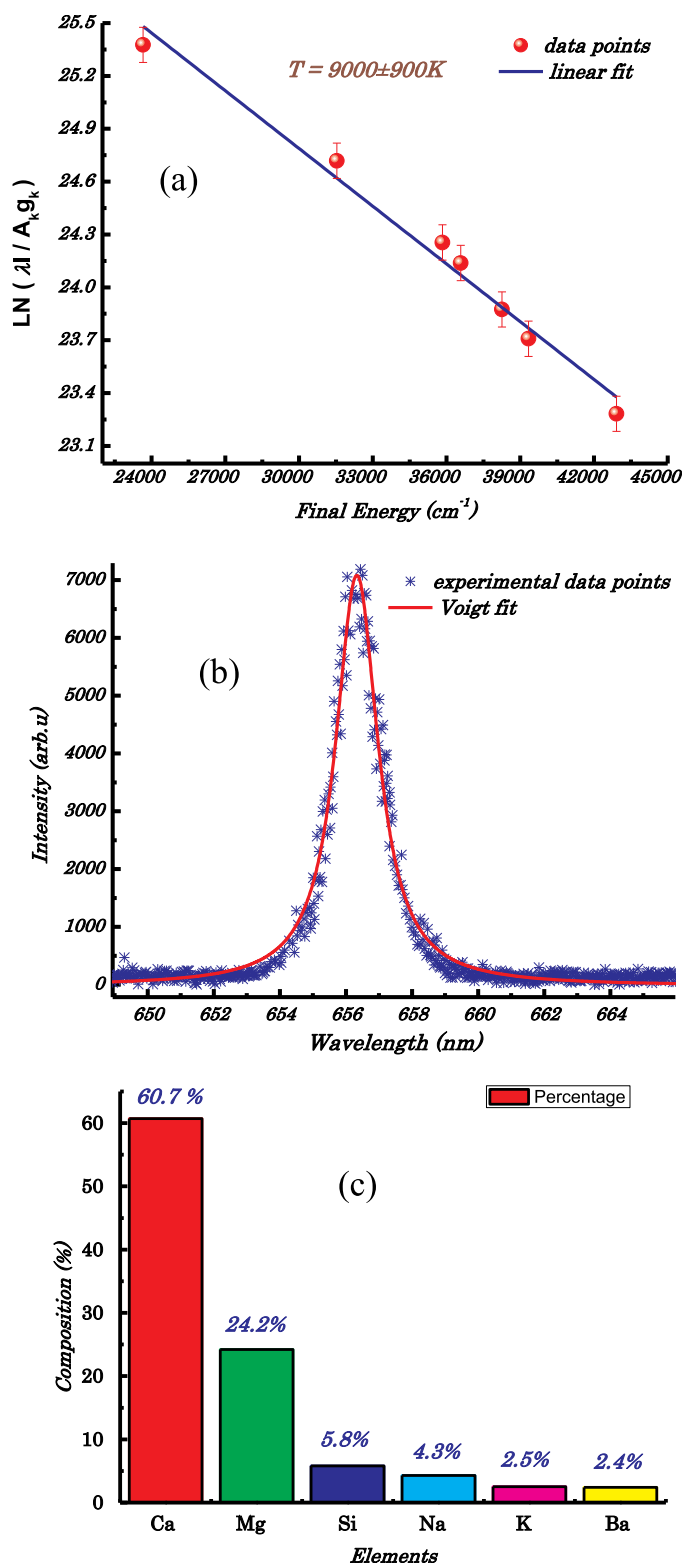 25.5
25.2
24.9
24.6
24.3
24.0
23.7
23.4
23.1
LN ( λI / Akgk)
T = 9000±900K
data points
linear fit
(a)
24000 27000 30000 33000 36000 39000 42000 45000
Final Energy (cm-1)
7000
6000
5000
4000
3000
2000
1000
0
Intensity (arb.u)
experimental data points
Voigt fit
(b)
650 652 654 656 658 660 662 664
Wavelength (nm)
60
50
40
30
20
10
0
Composition (%)
Percentage
(c)
60.7 %
24.2%
5.8%
4.3%
2.5%
2.4%
Ca Mg Si Na K Ba
Elements